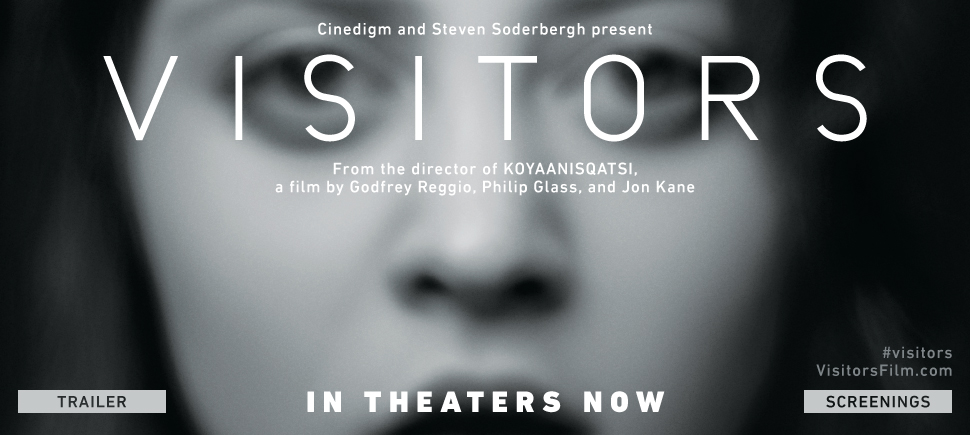 Cinedigm and Steven Soderbergh present
VISITORS
From the director of KOYAANISQATSI,
a film by Godfrey Reggio, Philip Glass, and Jon Kane
#visitors
VisitorsFilm.com
TRAILER
IN THEATERS NOW
SCREENINGS